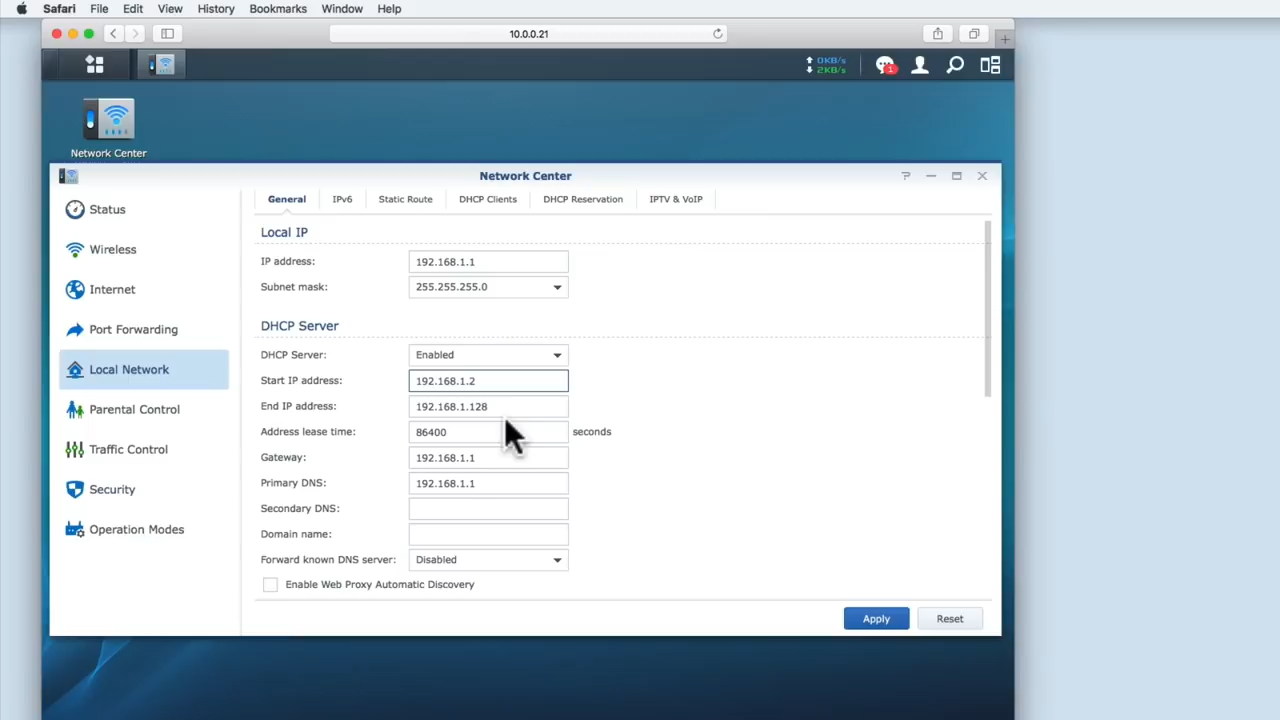 Safari File Edit View History Bookmarks Window Help
10.0.0.21
0KB/s
2KB/s
1
Network Center
Network Center
Status
Wireless
Internet
Port Forwarding
Local Network
Parental Control
Traffic Control
Security
Operation Modes
General IPv6 Static Route DHCP Clients DHCP Reservation IPTV & VoIP
Local IP
IP address: 192.168.1.1
Subnet mask: 255.255.255.0
DHCP Server
DHCP Server: Enabled
Start IP address: 192.168.1.2
End IP address: 192.168.1.128
Address lease time: 86400 seconds
Gateway: 192.168.1.1
Primary DNS: 192.168.1.1
Secondary DNS:
Domain name:
Forward known DNS server: Disabled
Enable Web Proxy Automatic Discovery
Apply Reset